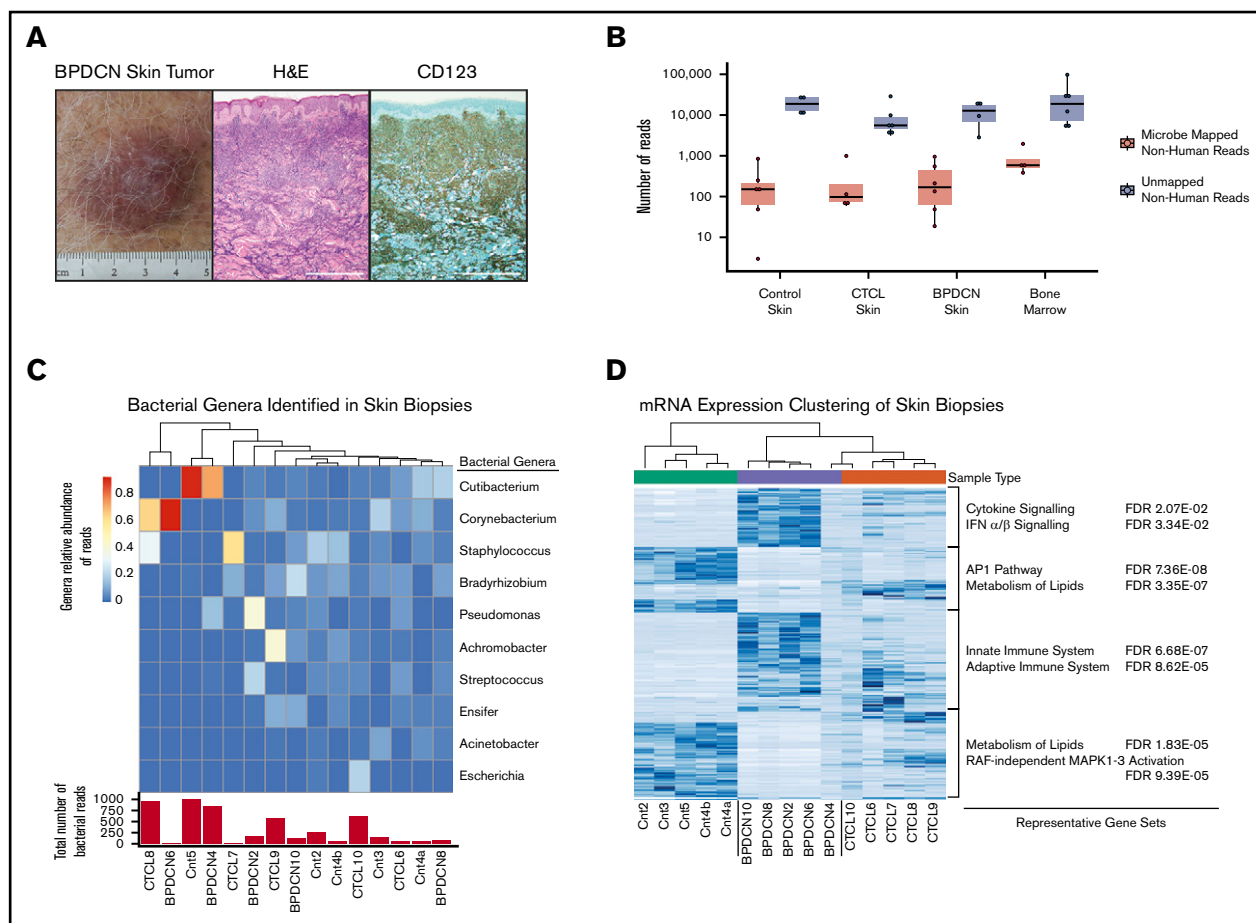 A
BPDCN Skin Tumor
H&E
CD123
cm 1 2 3 4 5
B
Number of reads
100,000
10,000
1,000
100
10
Control
Skin
CTCL
Skin
BPDCN
Skin
Bone
Marrow
Microbe Mapped
Non-Human Reads
Unmapped
Non-Human Reads
C
Bacterial Genera Identified in Skin Biopsies
Genera relative abundance
of reads
0.8
0.6
0.4
0.2
0
Bacterial Genera
Cutibacterium
Corynebacterium
Staphylococcus
Bradyrhizobium
Pseudomonas
Achromobacter
Streptococcus
Ensifer
Acinetobacter
Escherichia
Total number of
bacterial reads
1000
750
500
250
0
CTCL8
BPDCN6
Cnt5
BPDCN4
CTCL7
BPDCN2
CTCL9
BPDCN10
Cnt2
Cnt4b
CTCL10
Cnt3
CTCL6
Cnt4a
BPDCN8
D
mRNA Expression Clustering of Skin Biopsies
Sample Type
Cytokine Signalling FDR 2.07E-02
IFN α/β Signalling FDR 3.34E-02
AP1 Pathway FDR 7.36E-08
Metabolism of Lipids FDR 3.35E-07
Innate Immune System FDR 6.68E-07
Adaptive Immune System FDR 8.62E-05
Metabolism of Lipids FDR 1.83E-05
RAF-independent MAPK1-3 Activation
FDR 9.39E-05
Cnt2
Cnt3
Cnt5
Cnt4b
Cnt4a
BPDCN10
BPDCN8
BPDCN2
BPDCN6
BPDCN4
CTCL10
CTCL6
CTCL7
CTCL8
CTCL9
Representative Gene Sets